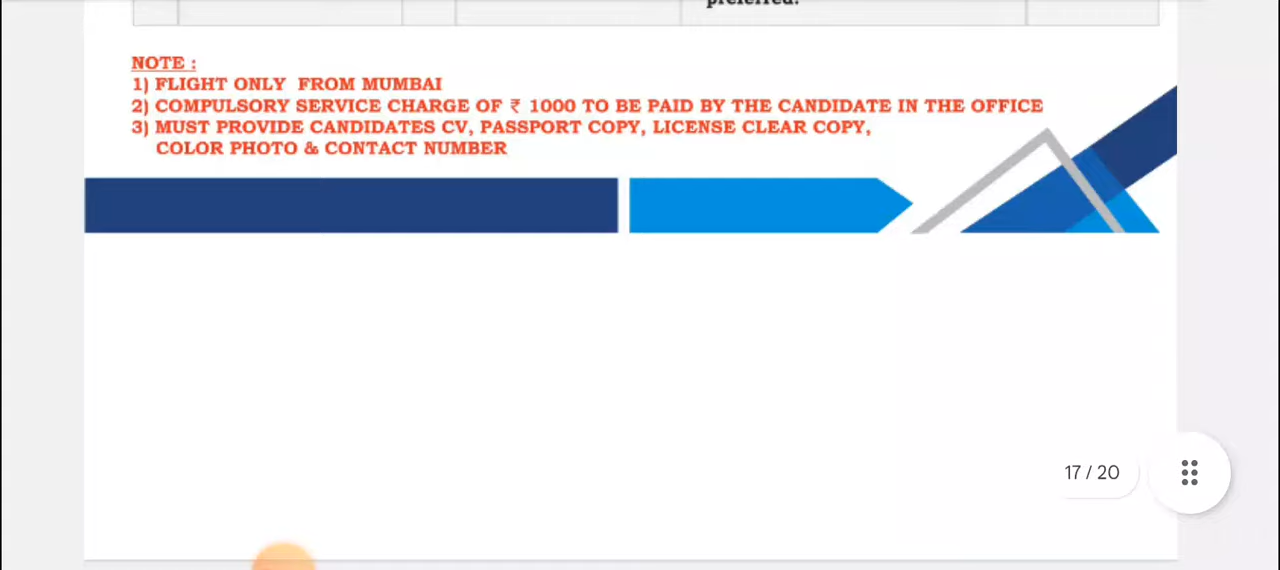 preferred.
NOTE :
1) FLIGHT ONLY FROM MUMBAI
2) COMPULSORY SERVICE CHARGE OF ₹ 1000 TO BE PAID BY THE CANDIDATE IN THE OFFICE
3) MUST PROVIDE CANDIDATES CV, PASSPORT COPY, LICENSE CLEAR COPY,
COLOR PHOTO & CONTACT NUMBER
17 / 20